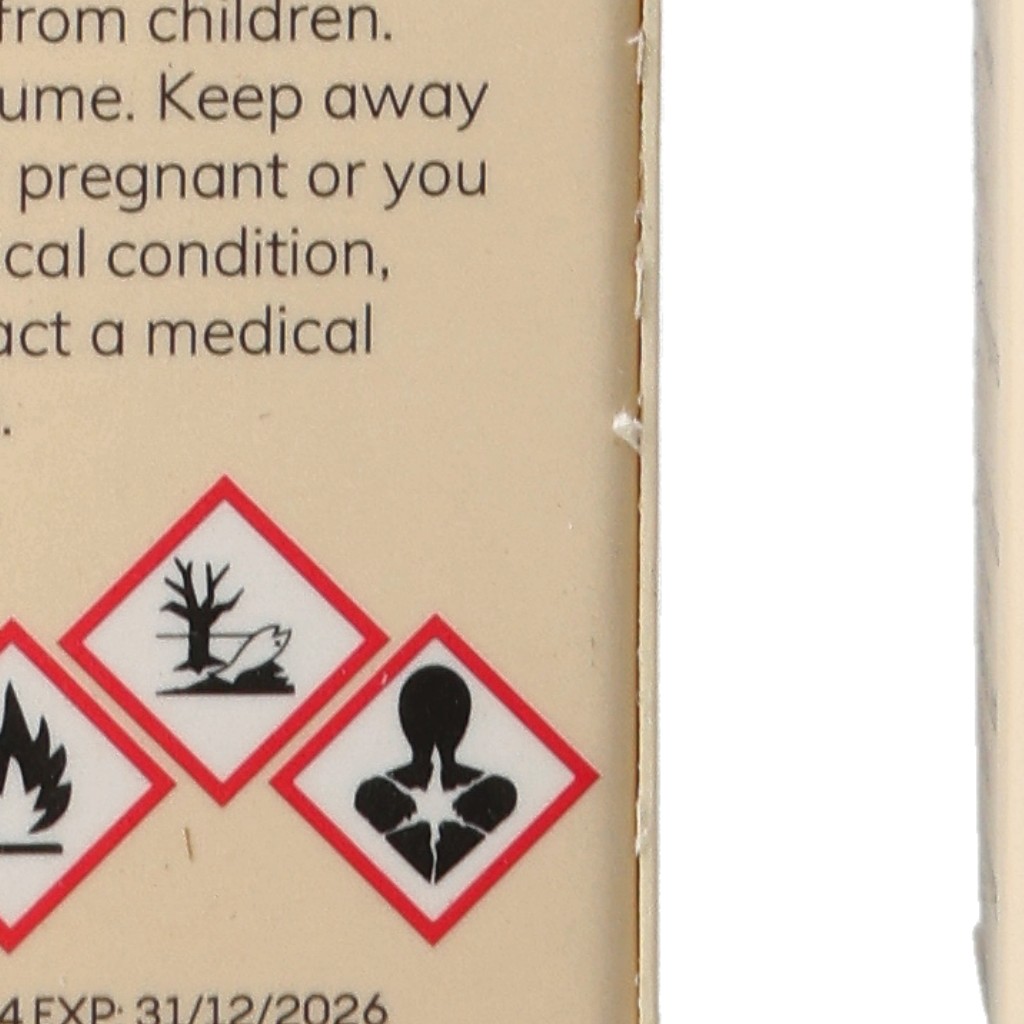 from children.
ume. Keep away
pregnant or you
cal condition,
act a medical
.
4 EXP: 31/12/2026